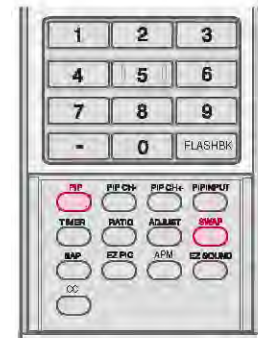 1 2 3
4 5 6
7 8 9
- 0 FLASHBK
PIP PIP CH- PIP CH+ PIP INPUT
TIMER RATIO ADJUST SWAP
SAP EZ PIC APM EZ SOUND
CC